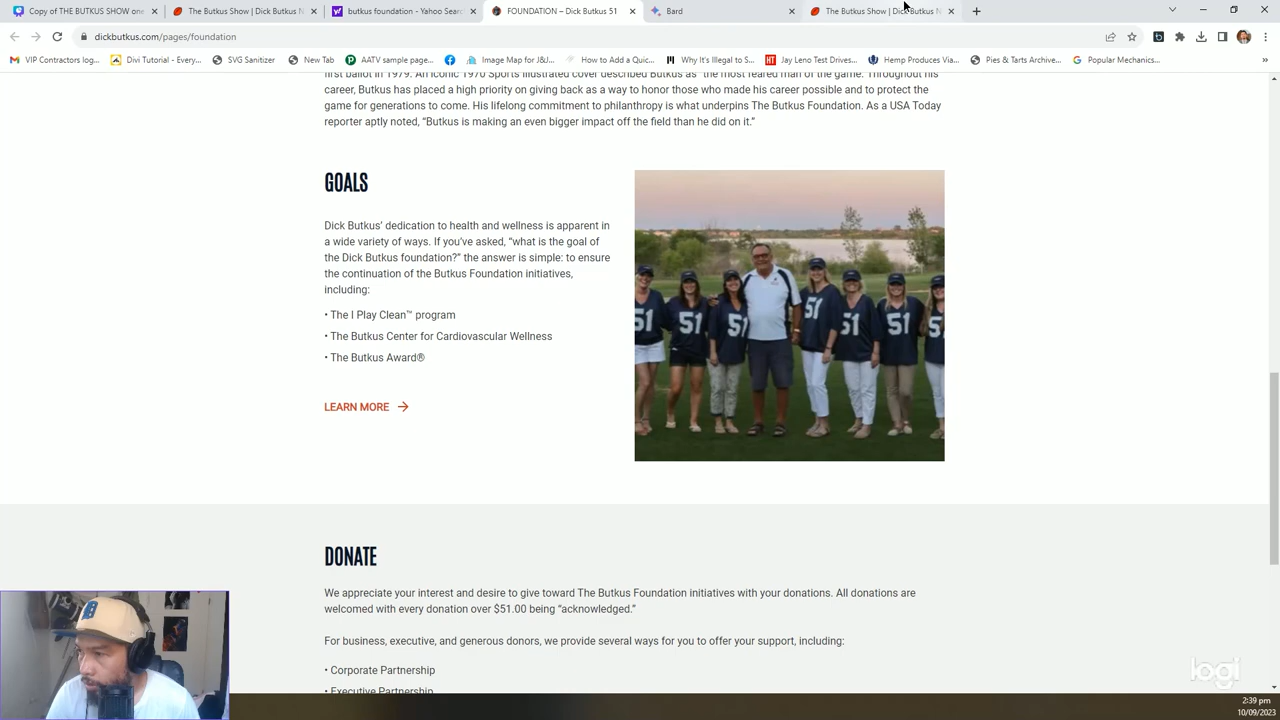 Copy of THE BUTKUS SHOW one
The Butkus Show | Dick Butkus N
butkus foundation - Yahoo Searc
FOUNDATION – Dick Butkus 51
Bard
The Butkus Show | Dick Butkus N
dickbutkus.com/pages/foundation
VIP Contractors log...
Divi Tutorial - Every...
SVG Sanitizer
New Tab
AATV sample page...
Image Map for J&J...
How to Add a Quic...
Why It's Illegal to S...
Jay Leno Test Drives...
Hemp Produces Via...
Pies & Tarts Archive...
Popular Mechanics...
first ballot in 1979. An iconic 1970 Sports Illustrated cover described Butkus as "the most feared man of the game." Throughout his
career, Butkus has placed a high priority on giving back as a way to honor those who made his career possible and to protect the
game for generations to come. His lifelong commitment to philanthropy is what underpins The Butkus Foundation. As a USA Today
reporter aptly noted, “Butkus is making an even bigger impact off the field than he did on it.”
GOALS
Dick Butkus’ dedication to health and wellness is apparent in
a wide variety of ways. If you’ve asked, “what is the goal of
the Dick Butkus foundation?” the answer is simple: to ensure
the continuation of the Butkus Foundation initiatives,
including:
• The I Play Clean™ program
• The Butkus Center for Cardiovascular Wellness
• The Butkus Award®
LEARN MORE
51 51 51 51 51 51
DONATE
We appreciate your interest and desire to give toward The Butkus Foundation initiatives with your donations. All donations are
welcomed with every donation over $51.00 being “acknowledged.”
For business, executive, and generous donors, we provide several ways for you to offer your support, including:
• Corporate Partnership
• Executive Partnership
logi
2:39 pm
10/09/2023